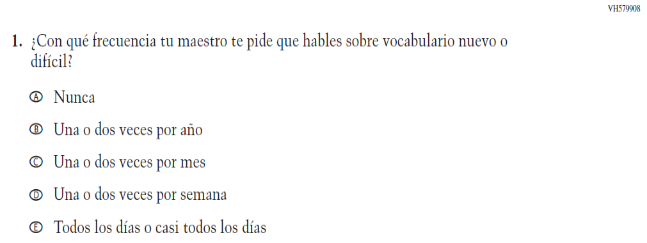 VH579908
1. ¿Con qué frecuencia tu maestro te pide que hables sobre vocabulario nuevo o
difícil?
A Nunca
B Una o dos veces por año
C Una o dos veces por mes
D Una o dos veces por semana
E Todos los días o casi todos los días